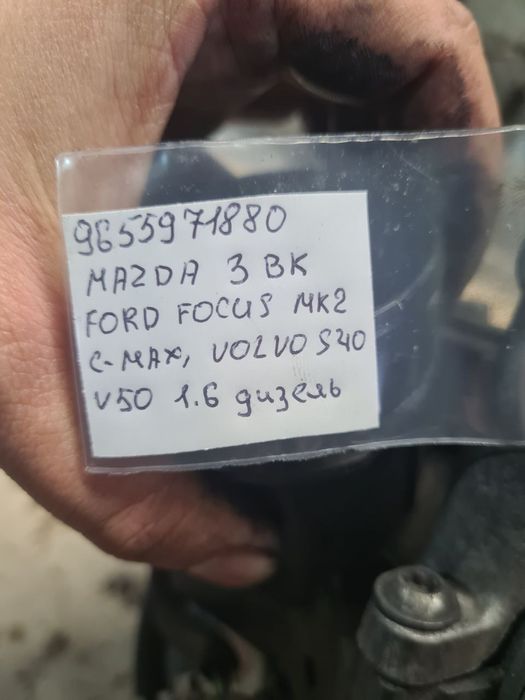 9655971880
MAZDA 3 BK
FORD FOCUS MK2
C-MAX, VOLVO S40
V50 1.6 дизель